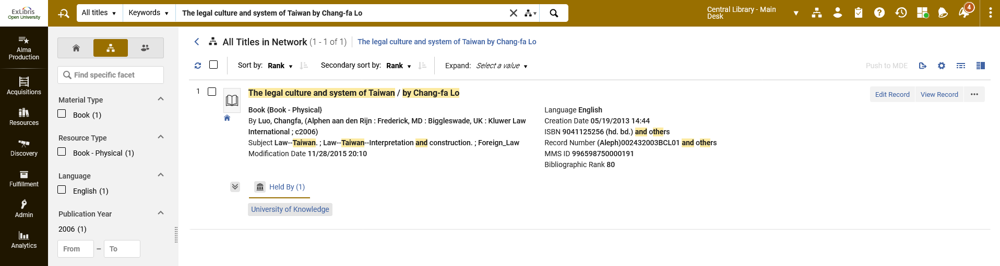 ExLibris
Open University
All titles
Keywords
The legal culture and system of Taiwan by Chang-fa Lo
Central Library - Main
Desk
4
Alma
Production
Acquisitions
Resources
Discovery
Fulfillment
Admin
Analytics
Find specific facet
Material Type
Book (1)
Resource Type
Book - Physical (1)
Language
English (1)
Publication Year
2006 (1)
From – To
All Titles in Network (1 - 1 of 1) The legal culture and system of Taiwan by Chang-fa Lo
Sort by: Rank Secondary sort by: Rank Expand: Select a value Push to MDE
1
The legal culture and system of Taiwan / by Chang-fa Lo
Edit Record View Record
Book {Book - Physical}
By Luo, Changfa, (Alphen aan den Rijn : Frederick, MD : Biggleswade, UK : Kluwer Law
International ; c2006)
Subject Law--Taiwan. ; Law--Taiwan--Interpretation and construction. ; Foreign_Law
Modification Date 11/28/2015 20:10
Language English
Creation Date 05/19/2013 14:44
ISBN 9041125256 (hd. bd.) and others
Record Number (Aleph)002432003BCL01 and others
MMS ID 996598750000191
Bibliographic Rank 80
Held By (1)
University of Knowledge